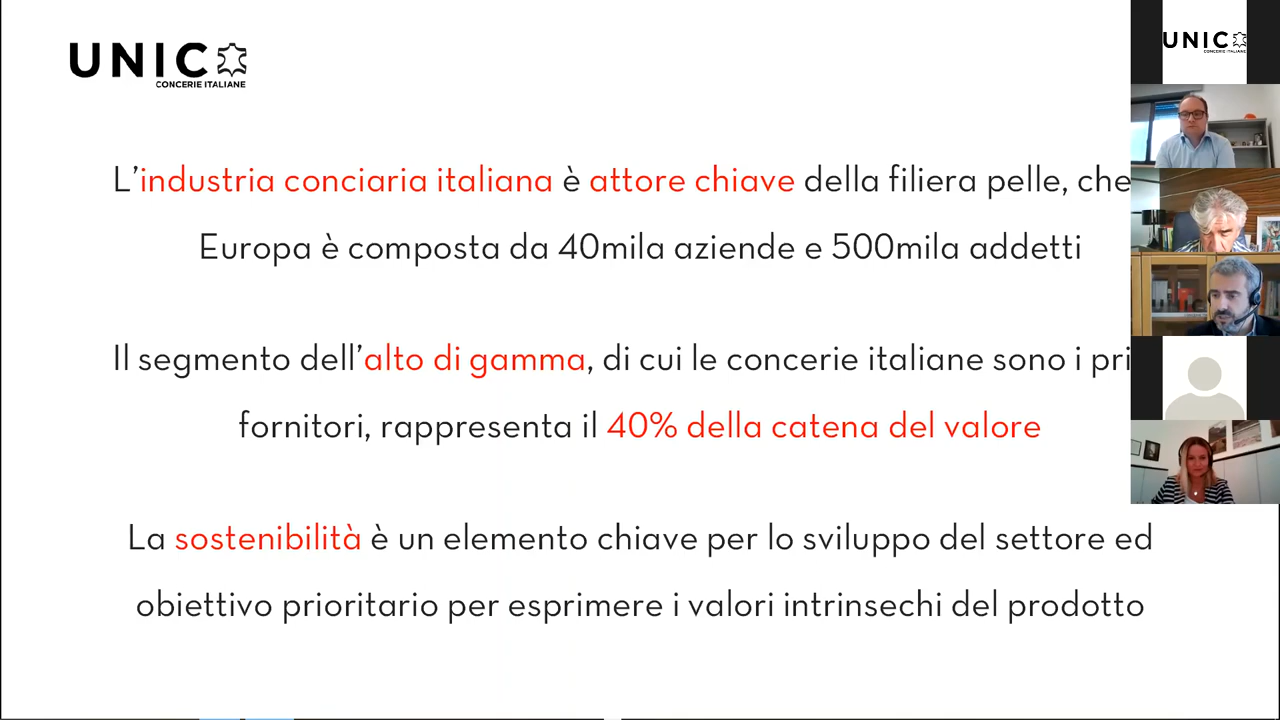 UNIC
CONCERIE ITALIANE
L'industria conciaria italiana è attore chiave della filiera pelle, che
Europa è composta da 40mila aziende e 500mila addetti
Il segmento dell'alto di gamma, di cui le concerie italiane sono i pri
fornitori, rappresenta il 40% della catena del valore
La sostenibilità è un elemento chiave per lo sviluppo del settore ed
obiettivo prioritario per esprimere i valori intrinsechi del prodotto
UNIC
CONCERIE ITALIANE